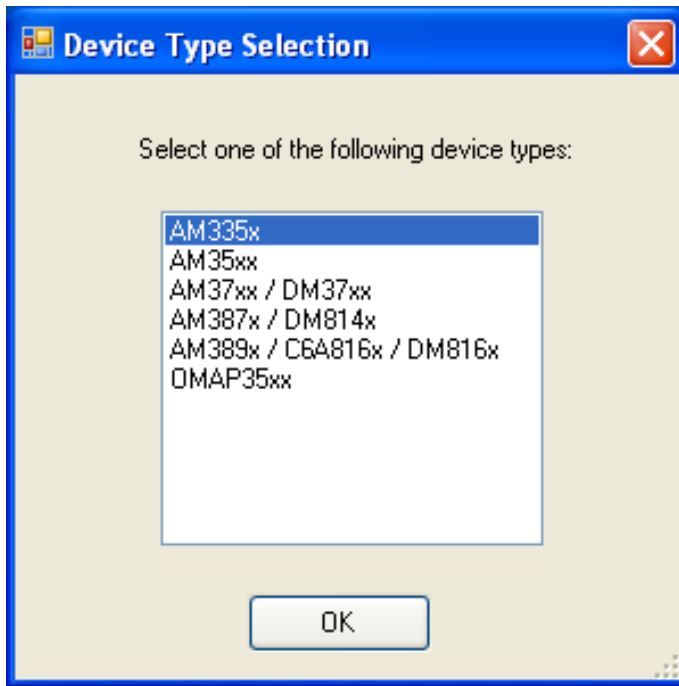 Device Type Selection
Select one of the following device types:
AM335x
AM35xx
AM37xx / DM37xx
AM387x / DM814x
AM389x / C6A816x / DM816x
OMAP35xx
OK